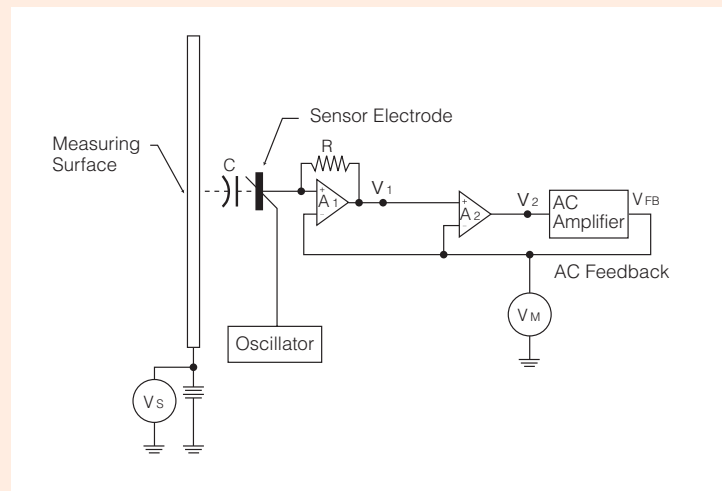 Sensor Electrode
Measuring
Surface
C
R
+
A1
−
V1
+
A2
−
V2
AC
Amplifier
VFB
AC Feedback
VM
Oscillator
VS